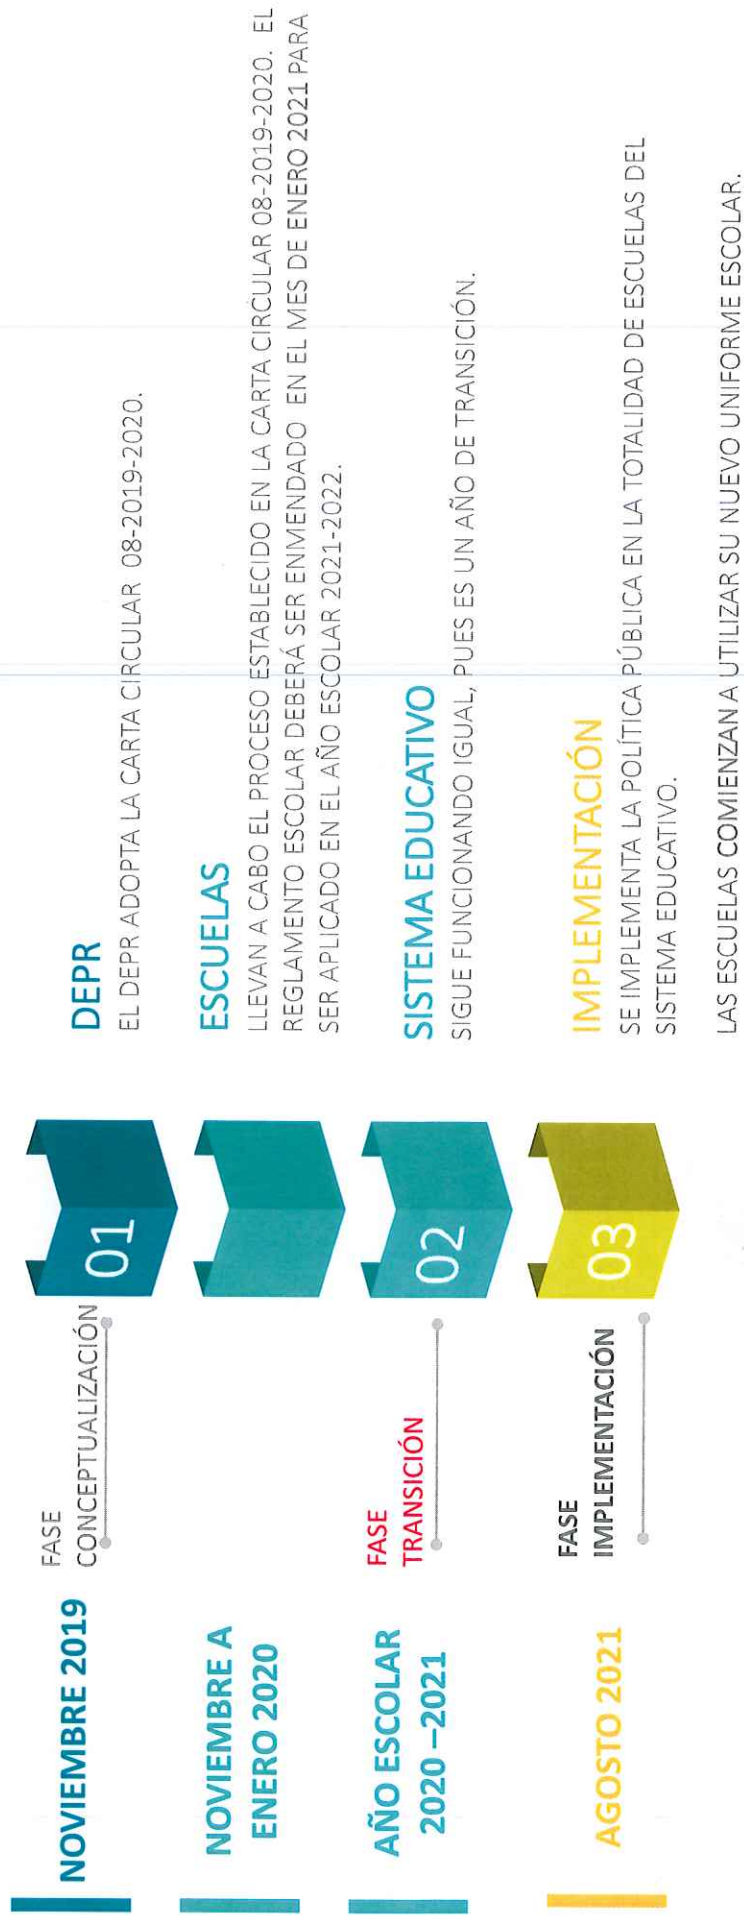 NOVIEMBRE 2019
FASE
CONCEPTUALIZACIÓN
01
DEPR
EL DEPR ADOPTA LA CARTA CIRCULAR 08-2019-2020.
NOVIEMBRE A
ENERO 2020
ESCUELAS
LLEVAN A CABO EL PROCESO ESTABLECIDO EN LA CARTA CIRCULAR 08-2019-2020. EL
REGLAMENTO ESCOLAR DEBERÁ SER ENMENDADO EN EL MES DE ENERO 2021 PARA
SER APLICADO EN EL AÑO ESCOLAR 2021-2022.
AÑO ESCOLAR
2020 –2021
FASE
TRANSICIÓN
02
SISTEMA EDUCATIVO
SIGUE FUNCIONANDO IGUAL, PUES ES UN AÑO DE TRANSICIÓN.
AGOSTO 2021
FASE
IMPLEMENTACIÓN
03
IMPLEMENTACIÓN
SE IMPLEMENTA LA POLÍTICA PÚBLICA EN LA TOTALIDAD DE ESCUELAS DEL
SISTEMA EDUCATIVO.
LAS ESCUELAS COMIENZAN A UTILIZAR SU NUEVO UNIFORME ESCOLAR.